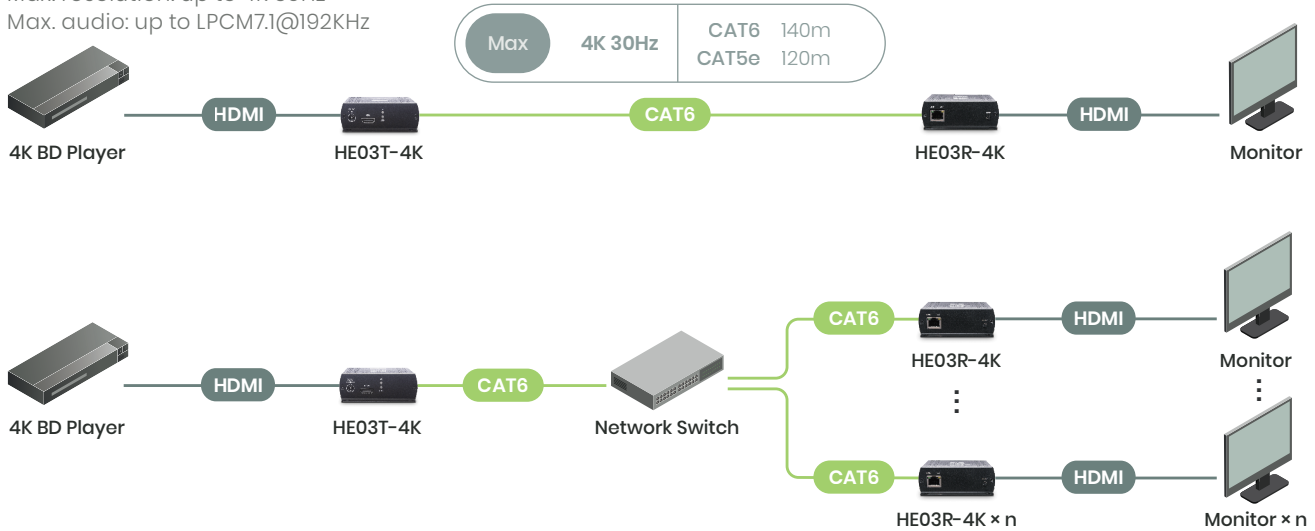 Max. audio: up to LPCM7.1@192KHz
Max 4K 30Hz CAT6 140m
CAT5e 120m
HDMI CAT6 HDMI
4K BD Player HE03T-4K HE03R-4K Monitor
CAT6 HDMI
HE03R-4K Monitor
HDMI CAT6
4K BD Player HE03T-4K Network Switch
CAT6 HDMI
HE03R-4K × n Monitor × n